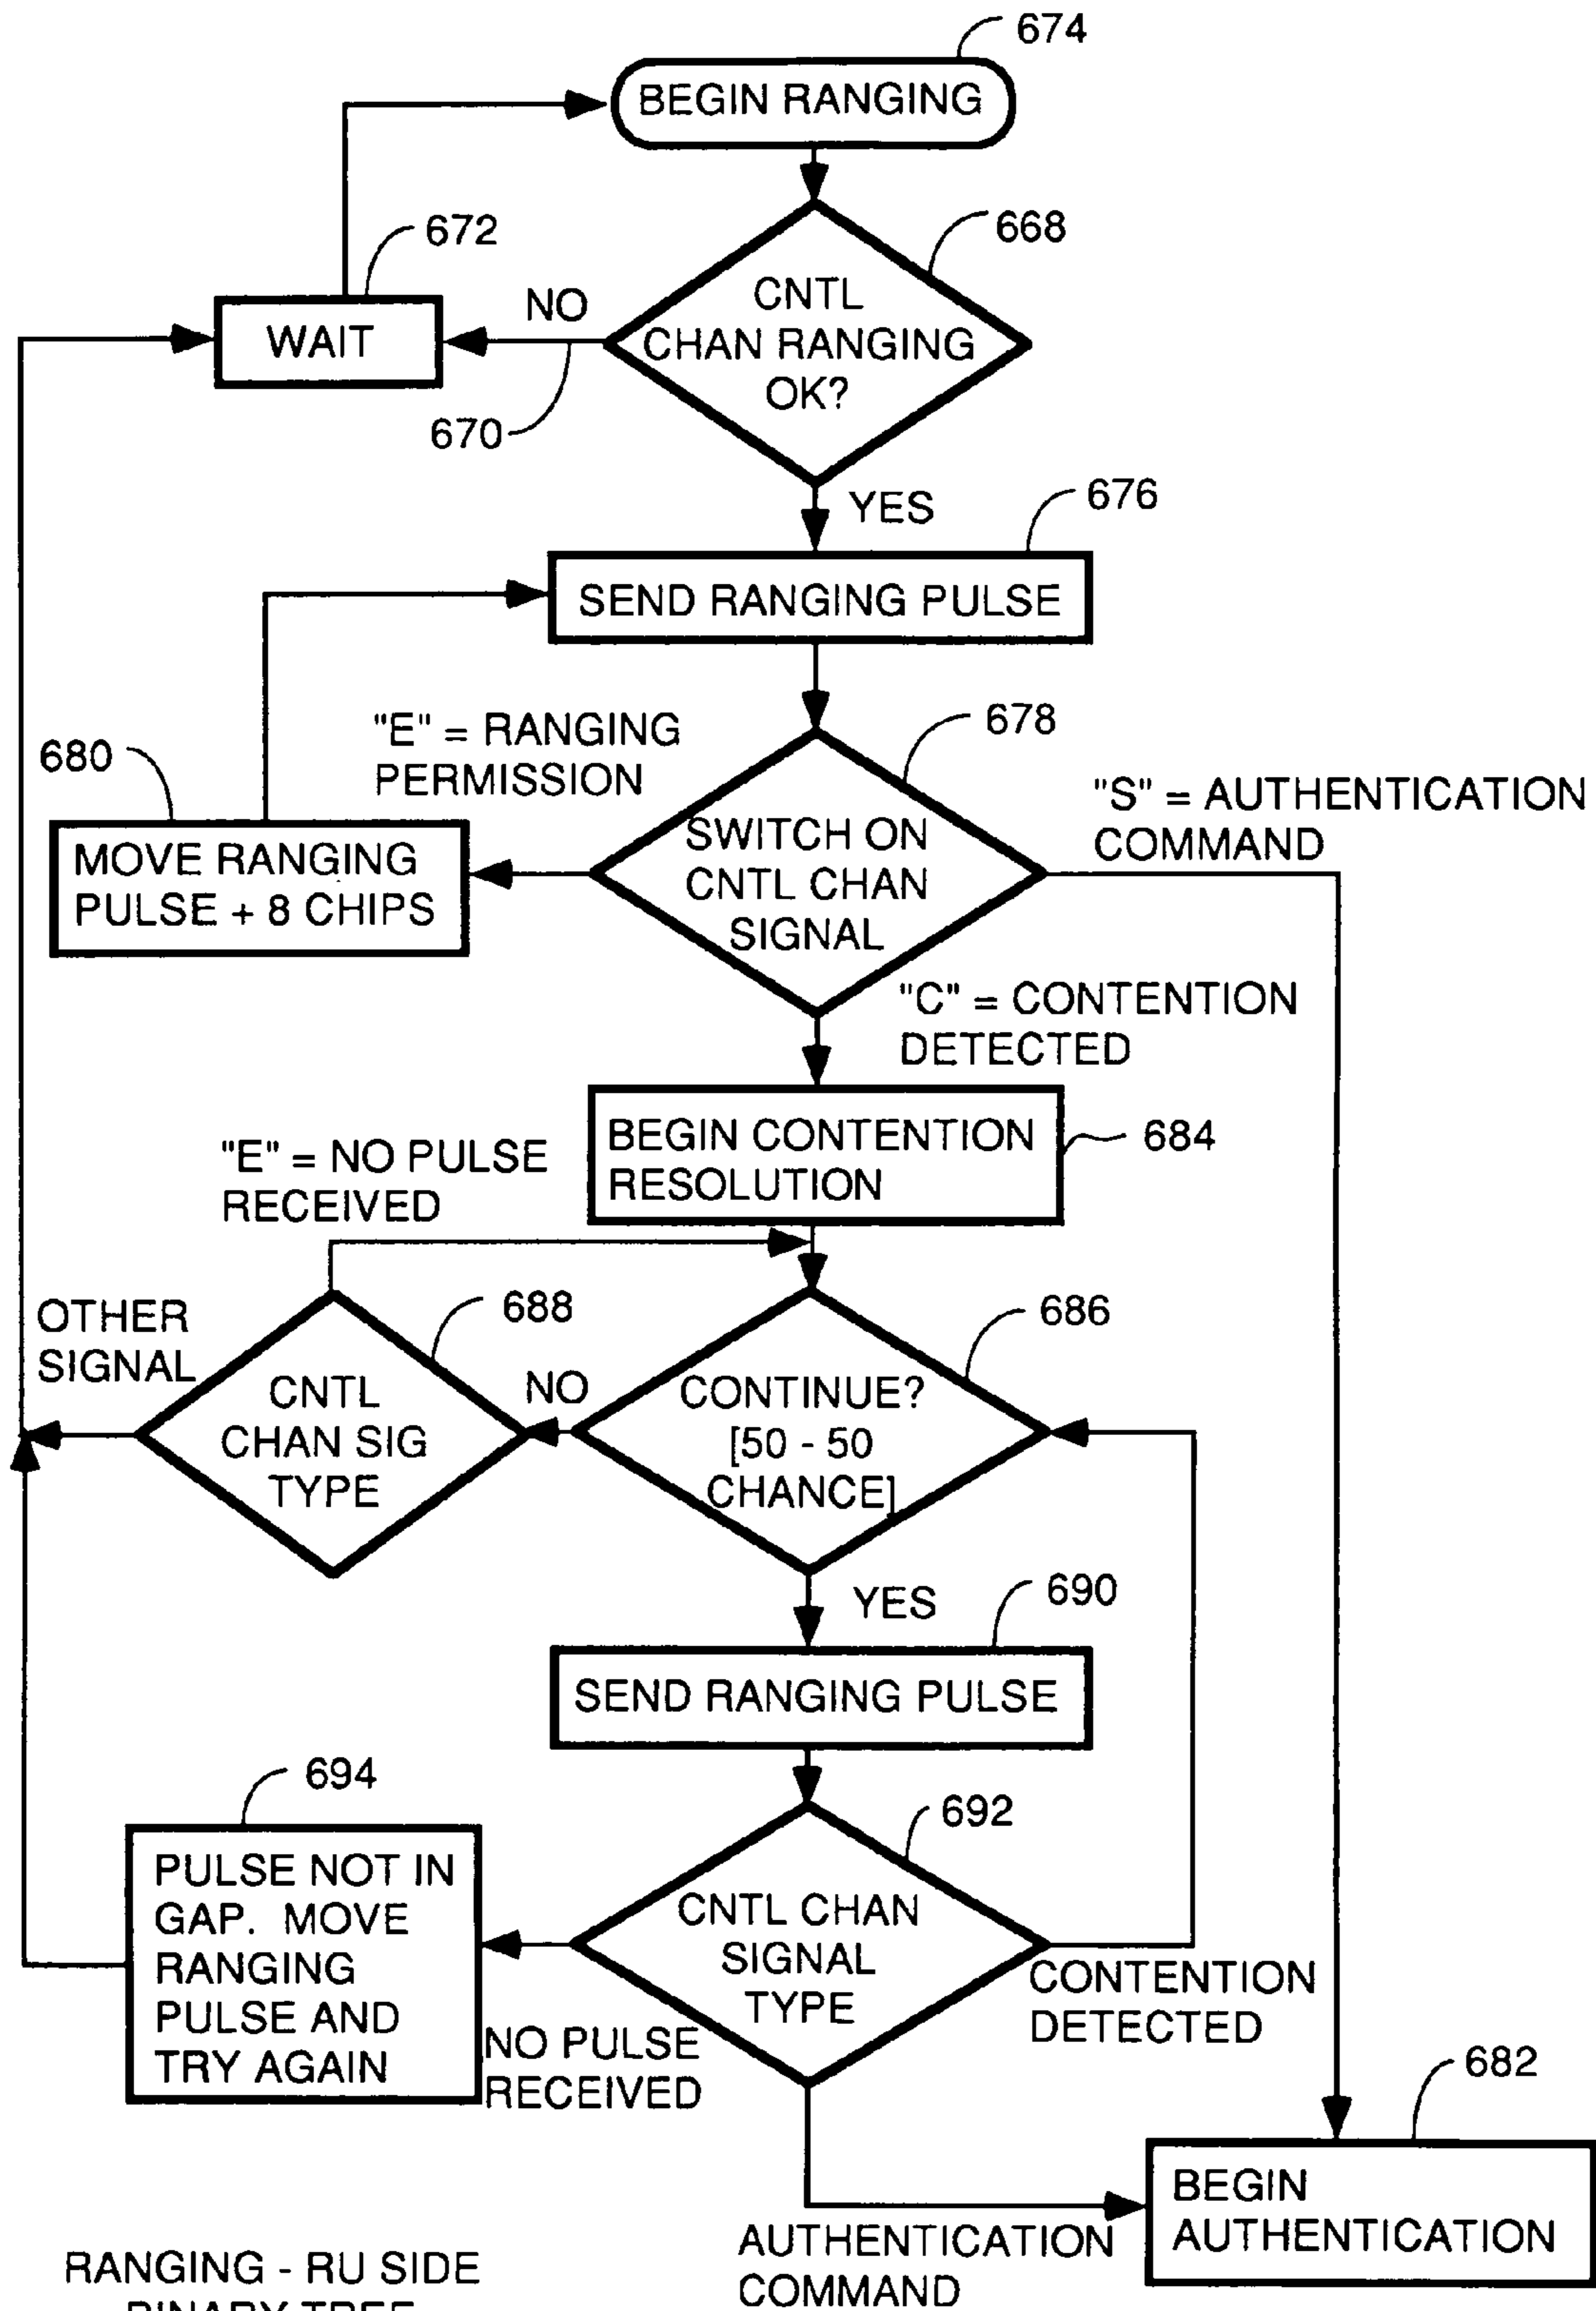 674
BEGIN RANGING
672
668
NO
WAIT
CNTL
CHAN RANGING
OK?
670
YES
676
SEND RANGING PULSE
"E" = RANGING
PERMISSION
678
680
"S" = AUTHENTICATION
COMMAND
MOVE RANGING
PULSE + 8 CHIPS
SWITCH ON
CNTL CHAN
SIGNAL
"C" = CONTENTION
DETECTED
BEGIN CONTENTION
RESOLUTION
684
"E" = NO PULSE
RECEIVED
OTHER
SIGNAL
688
686
CNTL
CHAN SIG
TYPE
NO
CONTINUE?
[50 - 50
CHANCE]
YES
690
SEND RANGING PULSE
694
692
PULSE NOT IN
GAP. MOVE
RANGING
PULSE AND
TRY AGAIN
CNTL CHAN
SIGNAL
TYPE
CONTENTION
DETECTED
NO PULSE
RECEIVED
682
BEGIN
AUTHENTICATION
AUTHENTICATION
COMMAND
RANGING - RU SIDE
BINARY TREE